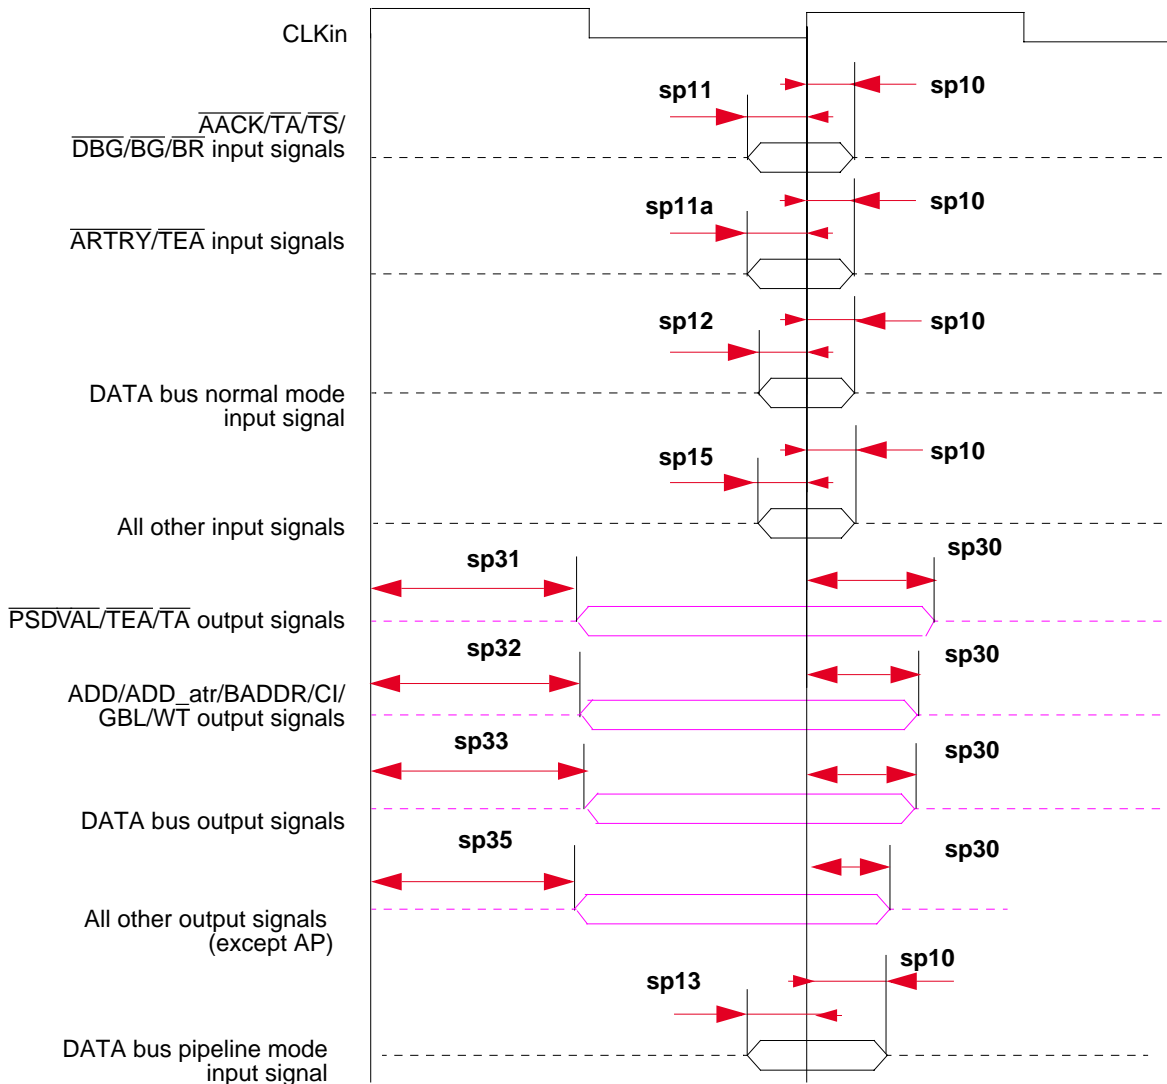 CLKin
sp11
sp10
AACK/TA/TS/
DBG/BG/BR input signals
sp11a
sp10
ARTRY/TEA input signals
sp12
sp10
DATA bus normal mode
input signal
sp15
sp10
All other input signals
sp31
sp30
PSDVAL/TEA/TA output signals
sp32
sp30
ADD/ADD_atr/BADDR/CI/
GBL/WT output signals
sp33
sp30
DATA bus output signals
sp35
sp30
All other output signals
(except AP)
sp10
sp13
DATA bus pipeline mode
input signal